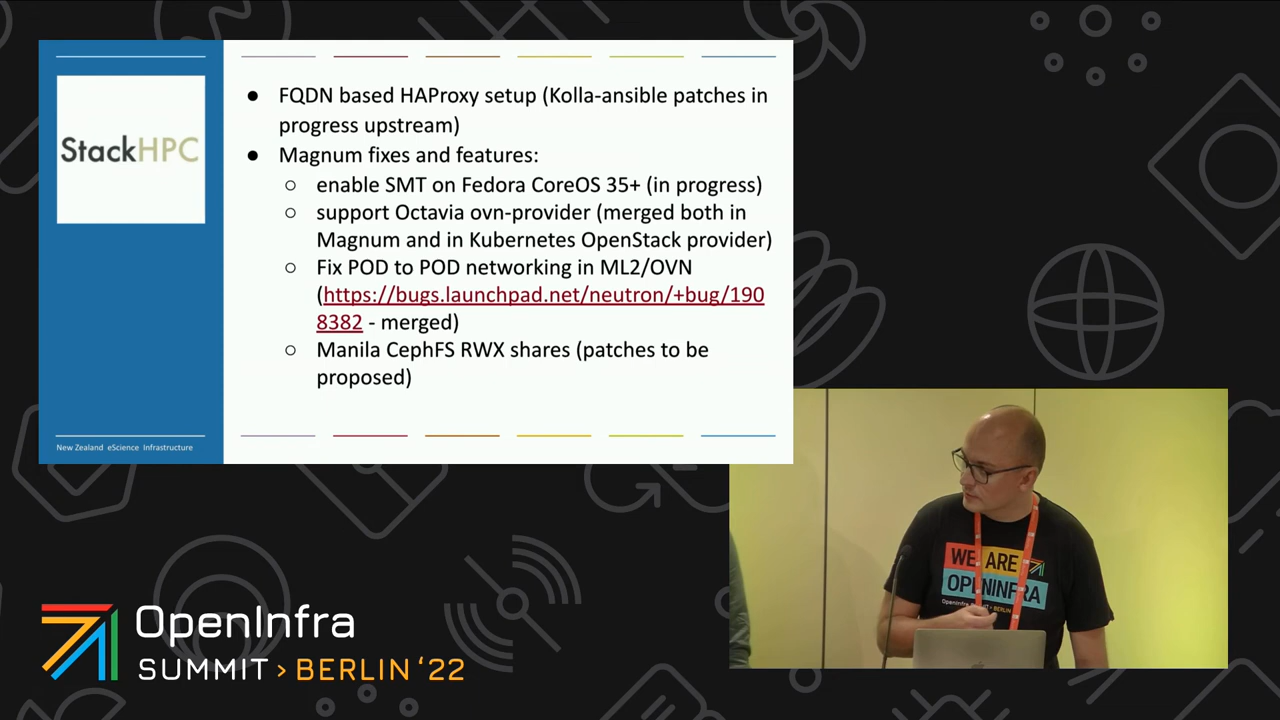 StackHPC
● FQDN based HAProxy setup (Kolla-ansible patches in
progress upstream)
● Magnum fixes and features:
○ enable SMT on Fedora CoreOS 35+ (in progress)
○ support Octavia ovn-provider (merged both in
Magnum and in Kubernetes OpenStack provider)
○ Fix POD to POD networking in ML2/OVN
(https://bugs.launchpad.net/neutron/+bug/190
8382 - merged)
○ Manila CephFS RWX shares (patches to be
proposed)
New Zealand eScience Infrastructure
WE ARE
OPENINFRA
OpenInfra Summit > BERLIN
OpenInfra
SUMMIT > BERLIN ‘22